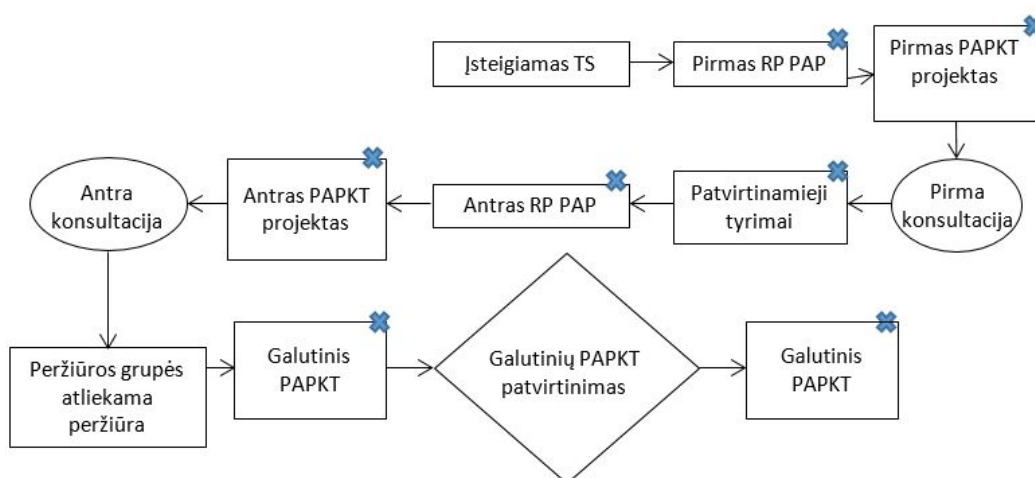 Įsteigiamas TS
Pirmas RP PAP
Pirmas PAPKT
projektas
Pirma
konsultacija
Patvirtinamieji
tyrimai
Antras RP PAP
Antras PAPKT
projektas
Antra
konsultacija
Peržiūros grupės
atliekama
peržiūra
Galutinis
PAPKT
Galutinių PAPKT
patvirtinimas
Galutinis
PAPKT